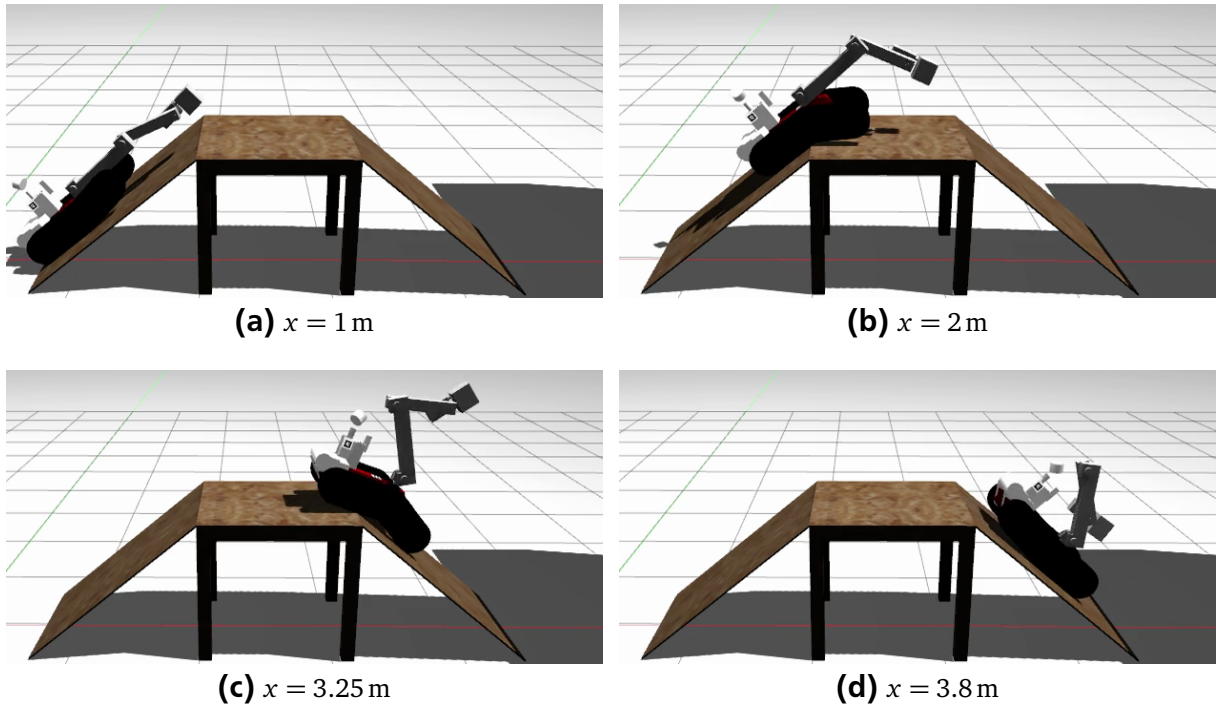 (a) x = 1 m
(b) x = 2 m
(c) x = 3.25 m
(d) x = 3.8 m